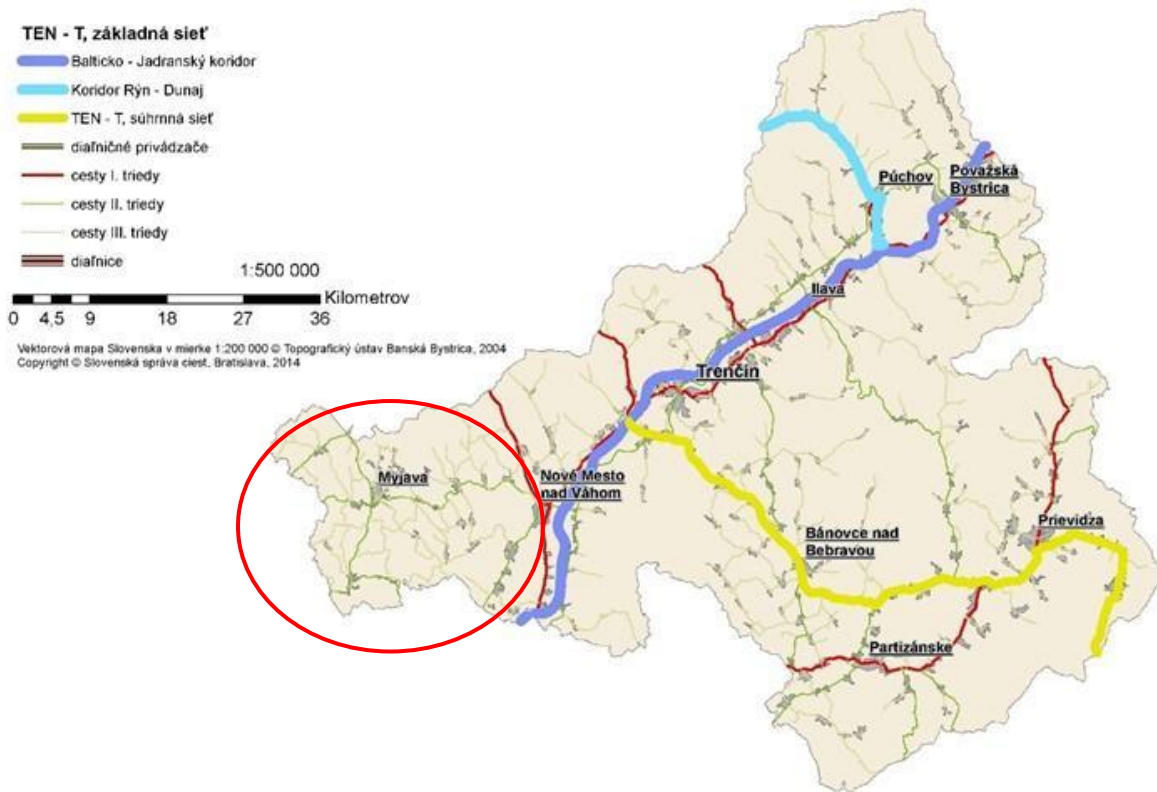 TEN - T, základná sieť
Balticko - Jadranský koridor
Koridor Rýn - Dunaj
TEN - T, súhrnná sieť
diaľničné privádzače
cesty I. triedy
cesty II. triedy
cesty III. triedy
diaľnice
1:500 000
Kilometrov
0 4,5 9 18 27 36
Vektorová mapa Slovenska v mierke 1:200 000 © Topografický ústav Banská Bystrica, 2004
Copyright © Slovenská správa ciest, Bratislava, 2014
Púchov
Považská
Bystrica
Ilava
Trenčín
Myjava
Nové Mesto
nad Váhom
Bánovce nad
Bebravou
Prievidza
Partizánske